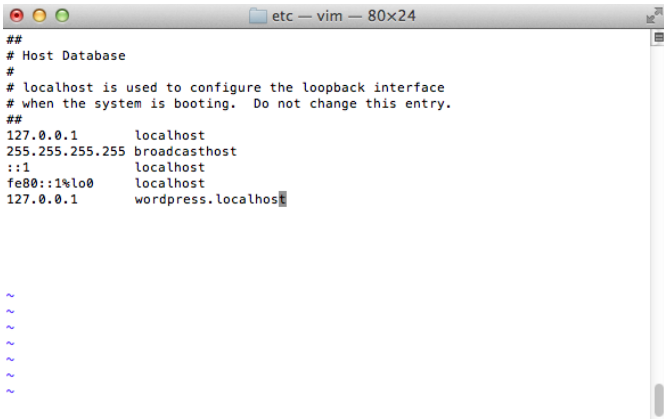 etc — vim — 80×24
##
# Host Database
#
# localhost is used to configure the loopback interface
# when the system is booting.  Do not change this entry.
##
127.0.0.1       localhost
255.255.255.255 broadcasthost
::1             localhost
fe80::1%lo0     localhost
127.0.0.1       wordpress.localhost
~
~
~
~
~
~
~